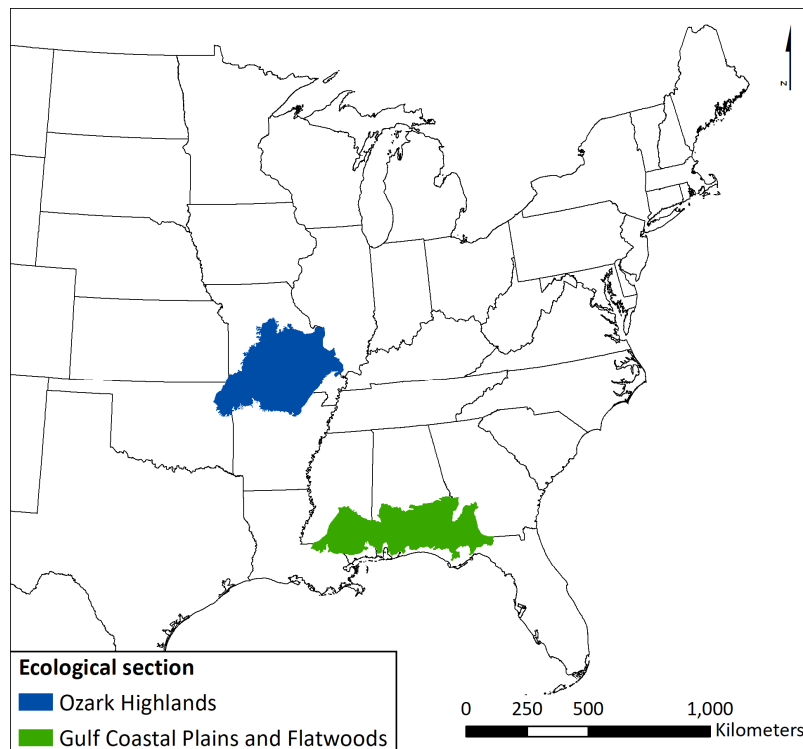 z
Ecological section
Ozark Highlands
Gulf Coastal Plains and Flatwoods
0 250 500 1,000
Kilometers